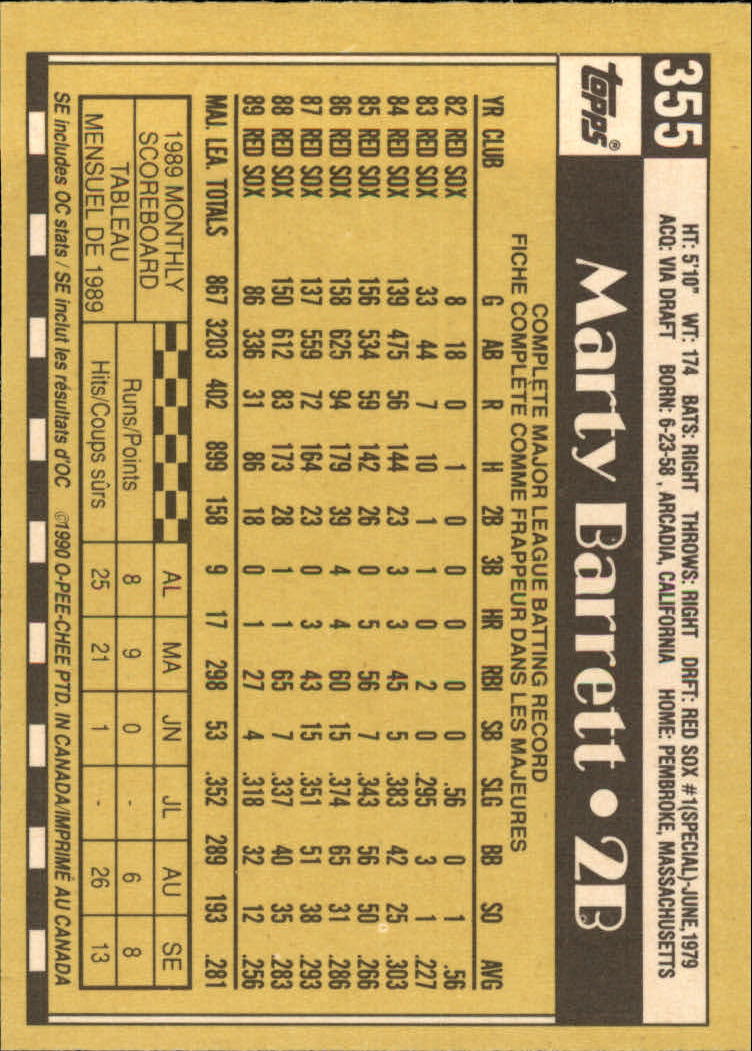 355
HT: 5'10" WT: 174 BATS: RIGHT THROWS: RIGHT DRFT: RED SOX #1(SPECIAL)-JUNE,1979
ACQ: VIA DRAFT BORN: 6-23-58 , ARCADIA, CALIFORNIA HOME: PEMBROKE, MASSACHUSETTS
topps® Marty Barrett • 2B
COMPLETE MAJOR LEAGUE BATTING RECORD
FICHE COMPLÈTE COMME FRAPPEUR DANS LES MAJEURES
YR CLUB G AB R H 2B 3B HR RBI SB SLG BB SO AVG
82 RED SOX 8 18 0 1 0 0 0 0 0 .56 0 1 .56
83 RED SOX 33 44 7 10 1 1 0 2 0 .295 3 1 .227
84 RED SOX 139 475 56 144 23 3 3 45 5 .383 42 25 .303
85 RED SOX 156 534 59 142 26 0 5 56 7 .343 56 50 .266
86 RED SOX 158 625 94 179 39 4 4 60 15 .374 65 31 .286
87 RED SOX 137 559 72 164 23 0 3 43 15 .351 51 38 .293
88 RED SOX 150 612 83 173 28 1 1 65 7 .337 40 35 .283
89 RED SOX 86 336 31 86 18 0 1 27 4 .318 32 12 .256
MAJ. LEA. TOTALS 867 3203 402 899 158 9 17 298 53 .352 289 193 .281
1989 MONTHLY SCOREBOARD AL MA JN JL AU SE
TABLEAU Runs/Points 8 9 0 - 6 8
MENSUEL DE 1989 Hits/Coups sûrs 25 21 1 - 26 13
SE includes OC stats / SE inclut les résultats d'OC ©1990 O-PEE-CHEE PTD. IN CANADA/IMPRIMÉ AU CANADA